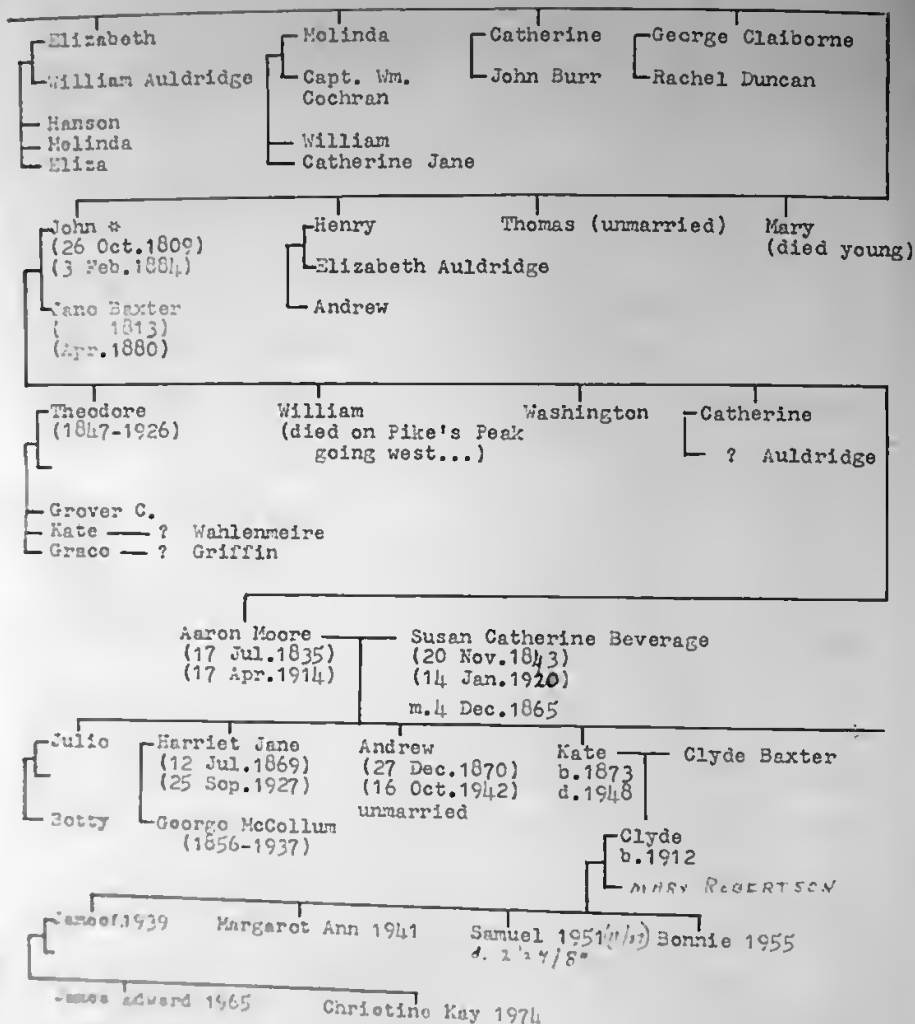 Elizabeth
William Auldridge
Hanson
Melinda
Eliza
Melinda
Capt. Wm.
Cochran
William
Catherine Jane
Catherine
John Burr
George Claiborne
Rachel Duncan
John *
(26 Oct.1809)
(3 Feb.1884)
Jane Baxter
( 1813)
(Apr.1880)
Henry
Elizabeth Auldridge
Andrew
Thomas (unmarried)
Mary
(died young)
Theodore
(1847-1926)
Grover C.
Kate — ? Wahlenmeire
Grace — ? Griffin
William
(died on Pike's Peak
going west...)
Washington
Catherine
? Auldridge
Aaron Moore
(17 Jul.1835)
(17 Apr.1914)
Susan Catherine Beverage
(20 Nov.1843)
(14 Jan.1920)
m.4 Dec.1865
Julie
Betty
Harriet Jane
(12 Jul.1869)
(25 Sep.1927)
George McCollum
(1856-1937)
Andrew
(27 Dec.1870)
(16 Oct.1942)
unmarried
Kate
b.1873
d.1948
Clyde Baxter
Clyde
b.1912
MARY ROBERTSON
1939
Margaret Ann 1941
Samuel 1951
d.
Bonnie 1955
James Edward 1965
Christine Kay 1974